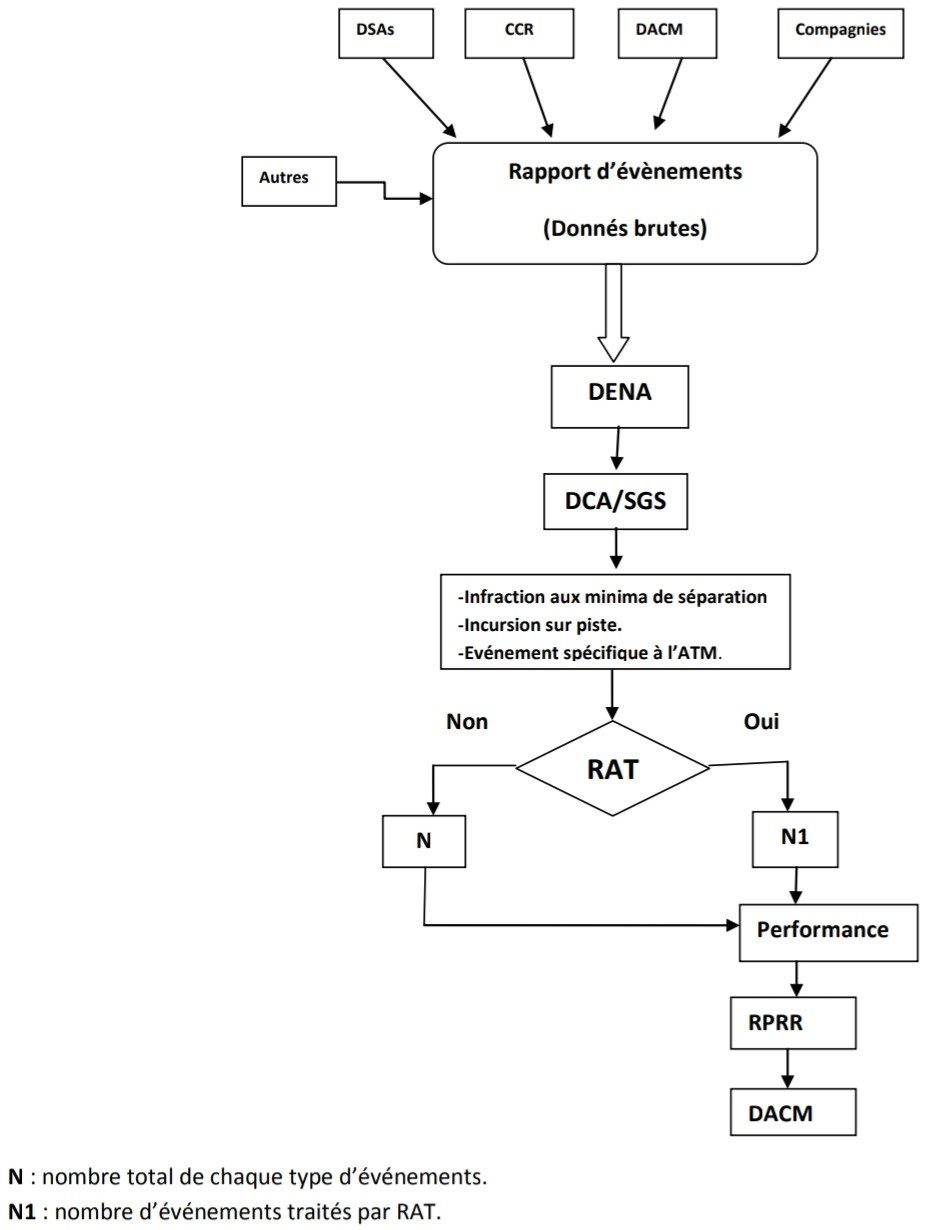 DSAs
CCR
DACM
Compagnies
Autres
Rapport d’évènements
(Donnés brutes)
DENA
DCA/SGS
-Infraction aux minima de séparation
-Incursion sur piste.
-Evénement spécifique à l’ATM.
Non
Oui
RAT
N
N1
Performance
RPRR
DACM
N : nombre total de chaque type d’événements.
N1 : nombre d’événements traités par RAT.